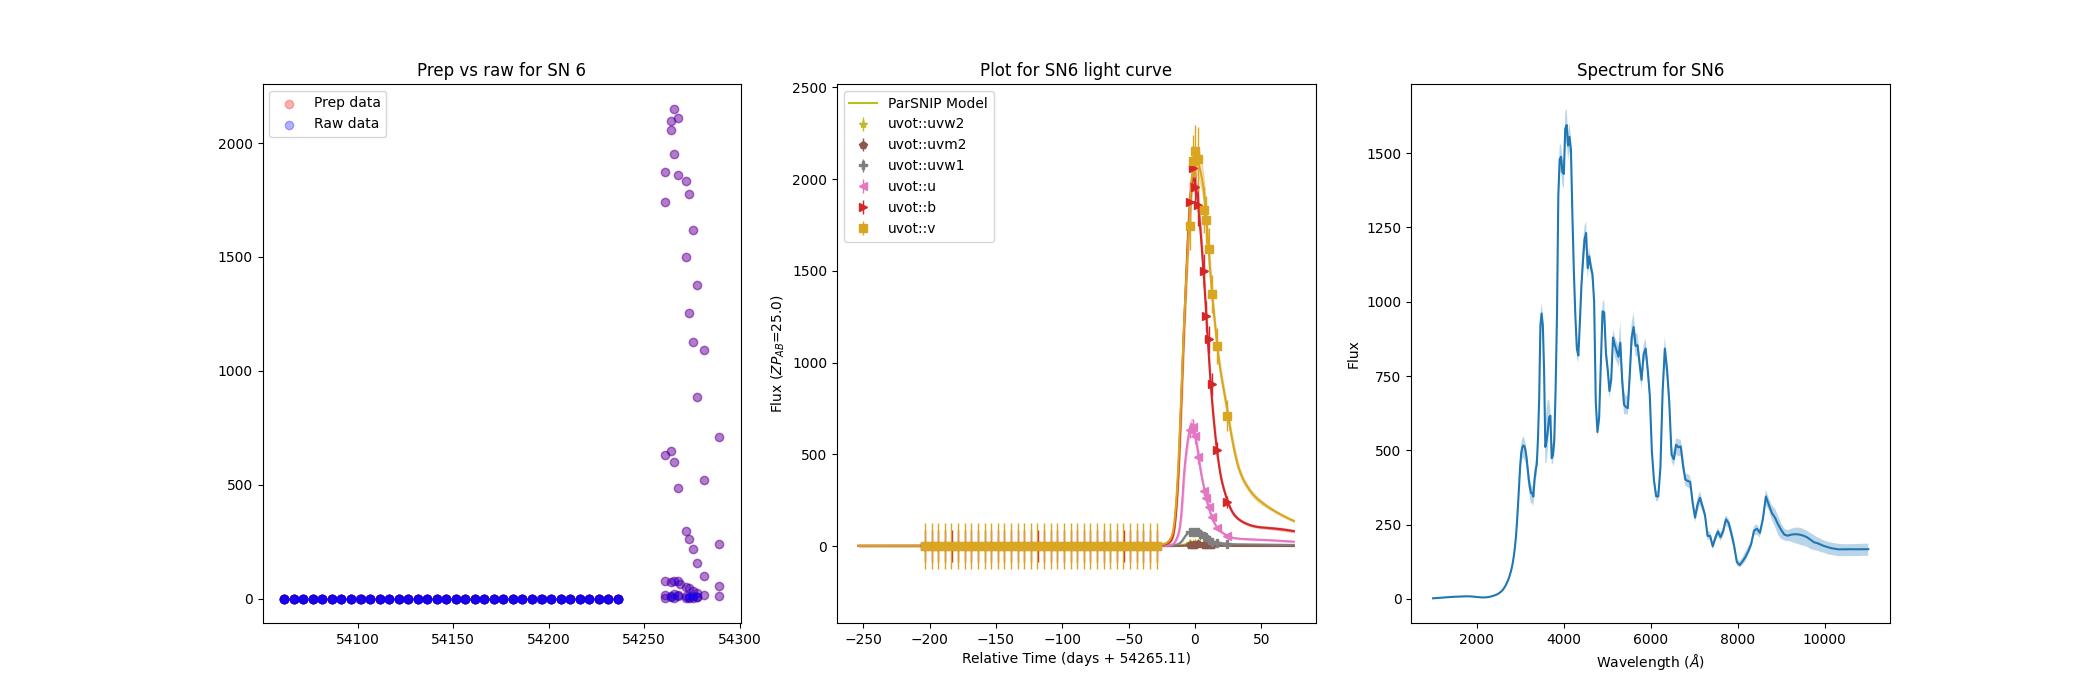 Prep vs raw for SN 6
Prep data
Raw data
2000
1500
1000
500
0
54100
54150
54200
54250
54300
Plot for SN6 light curve
ParSNIP Model
uvot::uvw2
uvot::uvm2
uvot::uvw1
uvot::u
uvot::b
uvot::v
2500
2000
1500
1000
500
0
Flux (ZP_AB=25.0)
−250
−200
−150
−100
−50
0
50
Relative Time (days + 54265.11)
Spectrum for SN6
1500
1250
1000
750
500
250
0
Flux
2000
4000
6000
8000
10000
Wavelength (Å)